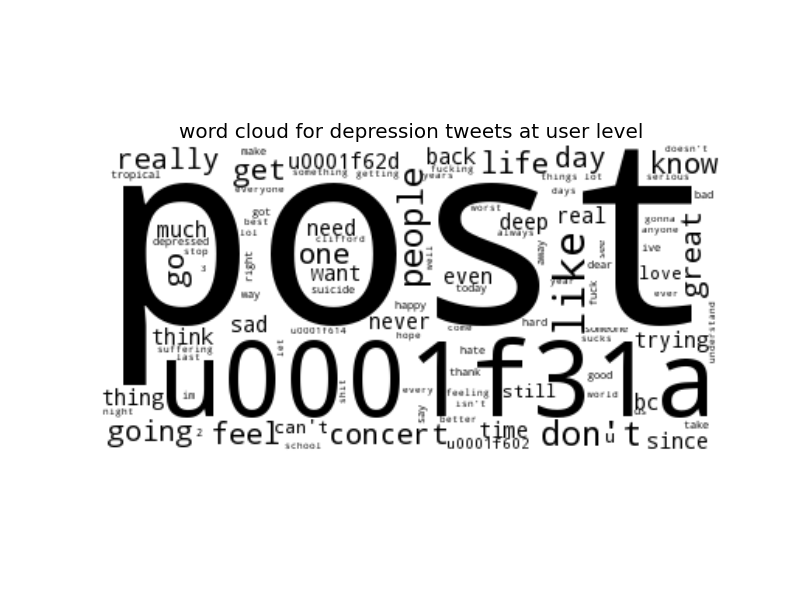 word cloud for depression tweets at user level
really
tropical
make
get
u0001f62d
something
getting
back
fucking
years
life
day
things
lot
doesn't
know
serious
everyone
days
bad
post
much
depressed
stop
go
3
got
best
lol
right
way
need
clifford
one
want
suicide
people
well
worst
deep
always
away
even
today
real
year
like
dear
fuck
see
gonna
anyone
ive
love
ever
great
understand
happy
never
hope
come
hard
someone
sucks
trying
think
suffering
last
sad
u0001f614
let
u0001f31a
hate
thank
feeling
isn't
better
still
good
world
bc
us
thing
night
im
shit
every
say
going
2
feel
can't
school
concert
time
u0001f602
don't
u
since
take